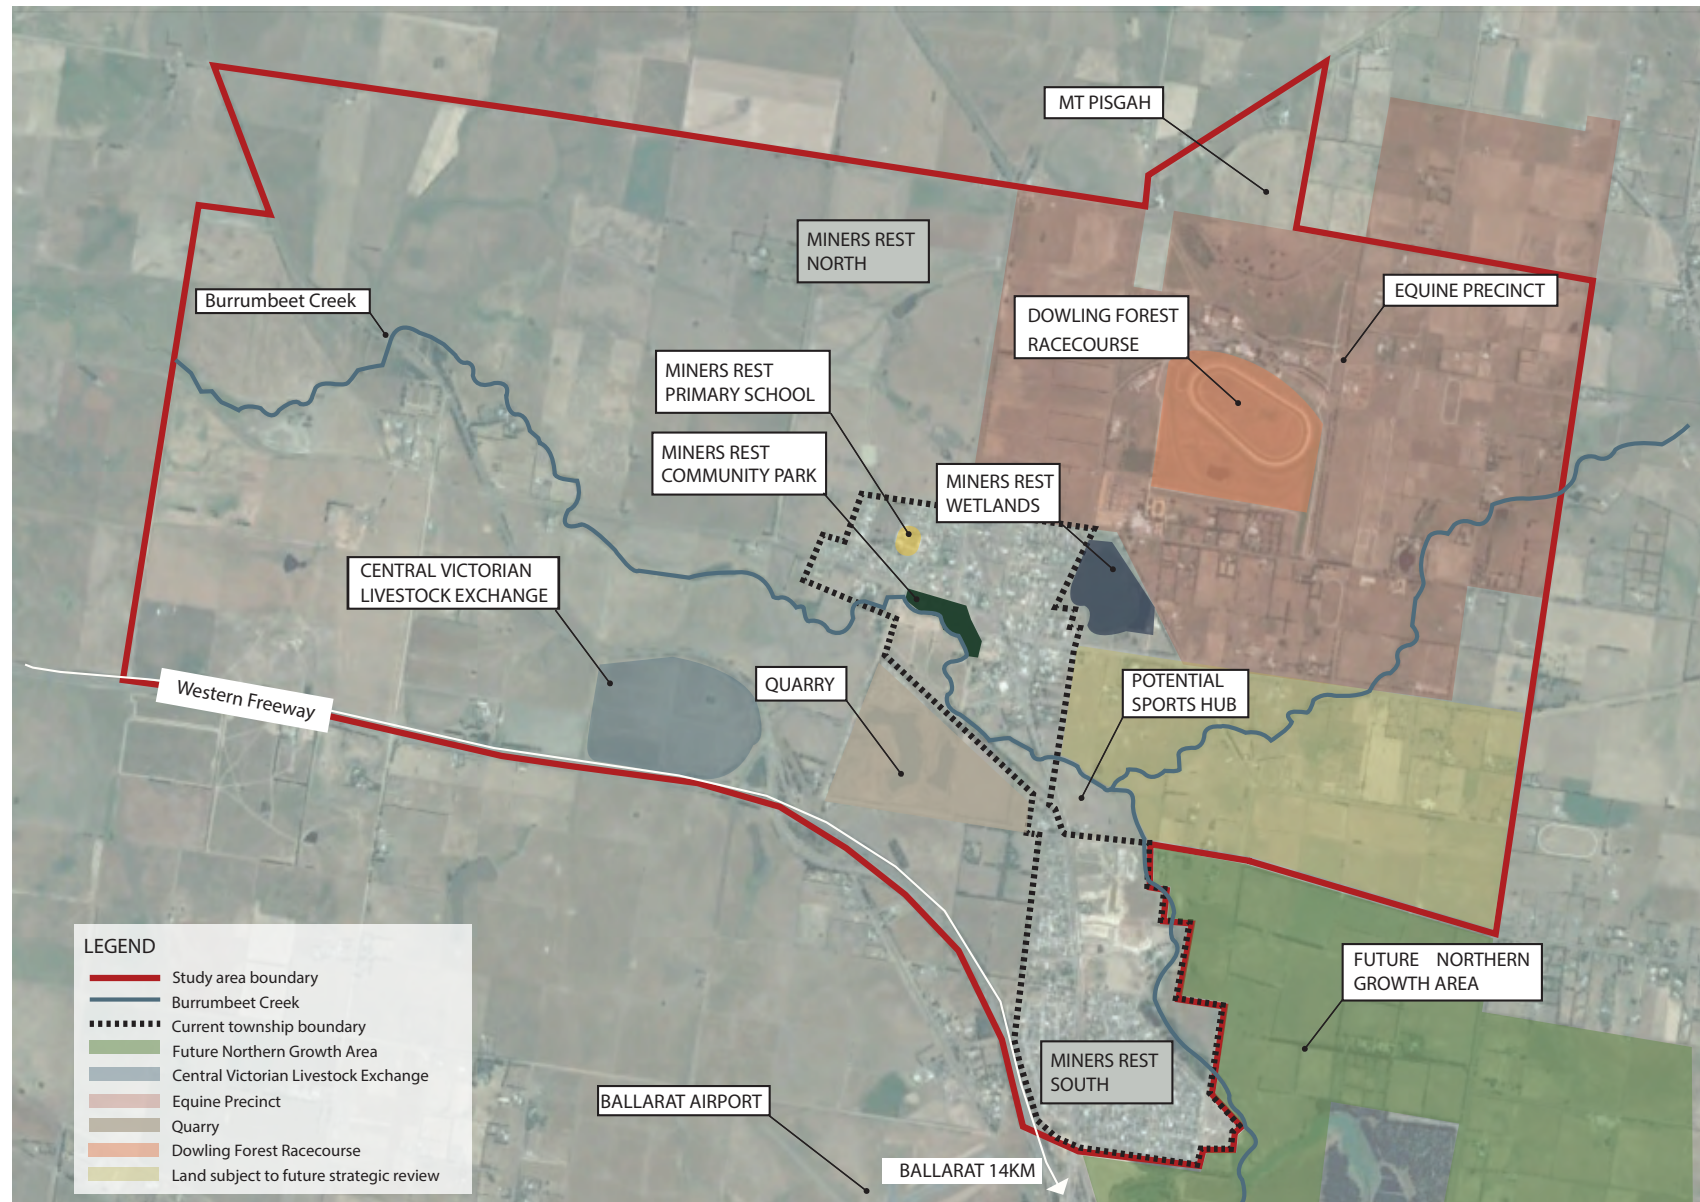 MT PISGAH
MINERS REST
NORTH
EQUINE PRECINCT
Burrumbeet Creek
DOWLING FOREST
RACECOURSE
MINERS REST
PRIMARY SCHOOL
MINERS REST
COMMUNITY PARK
MINERS REST
WETLANDS
CENTRAL VICTORIAN
LIVESTOCK EXCHANGE
QUARRY
POTENTIAL
SPORTS HUB
Western Freeway
FUTURE NORTHERN
GROWTH AREA
MINERS REST
SOUTH
BALLARAT AIRPORT
BALLARAT 14KM
LEGEND
Study area boundary
Burrumbeet Creek
Current township boundary
Future Northern Growth Area
Central Victorian Livestock Exchange
Equine Precinct
Quarry
Dowling Forest Racecourse
Land subject to future strategic review